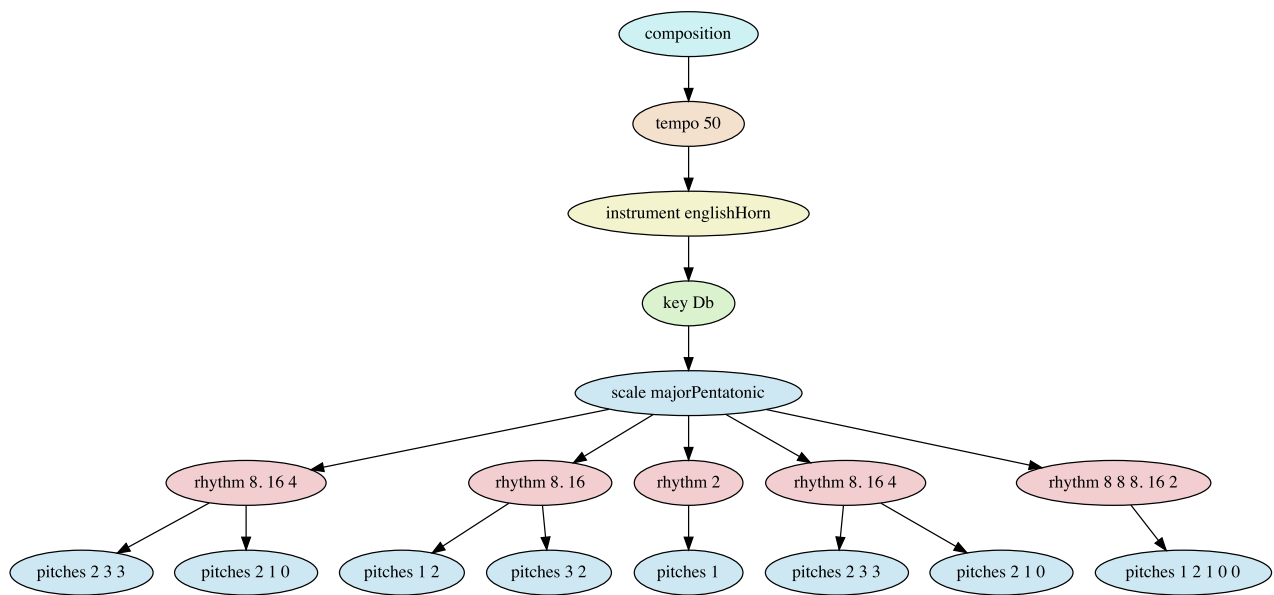 composition
tempo 50
instrument englishHorn
key Db
scale majorPentatonic
rhythm 8. 16 4
rhythm 8. 16
rhythm 2
rhythm 8. 16 4
rhythm 8 8 8. 16 2
pitches 2 3 3
pitches 2 1 0
pitches 1 2
pitches 3 2
pitches 1
pitches 2 3 3
pitches 2 1 0
pitches 1 2 1 0 0